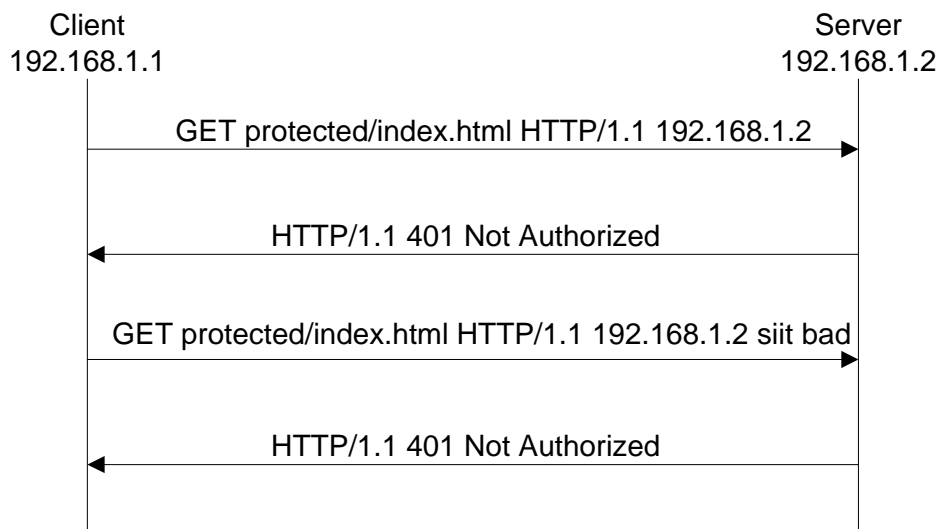 Client
192.168.1.1
Server
192.168.1.2
GET protected/index.html HTTP/1.1 192.168.1.2
HTTP/1.1 401 Not Authorized
GET protected/index.html HTTP/1.1 192.168.1.2 siit bad
HTTP/1.1 401 Not Authorized